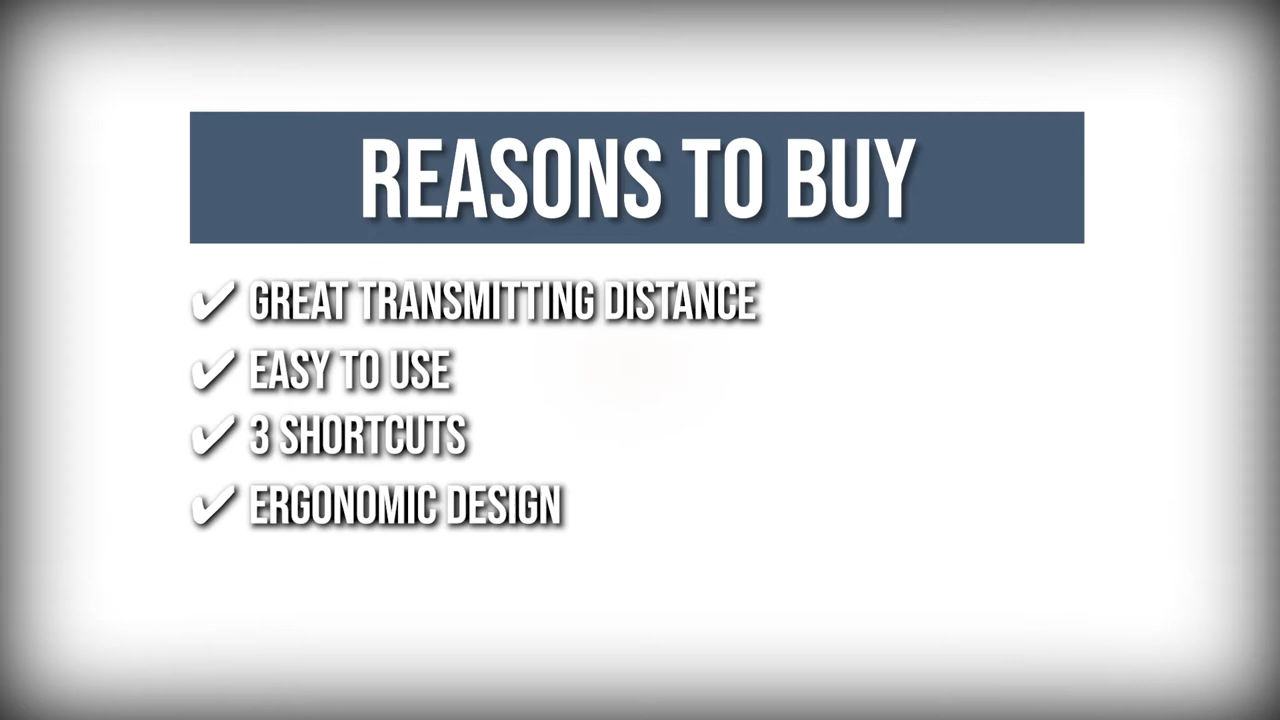 REASONS TO BUY
✔ GREAT TRANSMITTING DISTANCE
✔ EASY TO USE
✔ 3 SHORTCUTS
✔ ERGONOMIC DESIGN